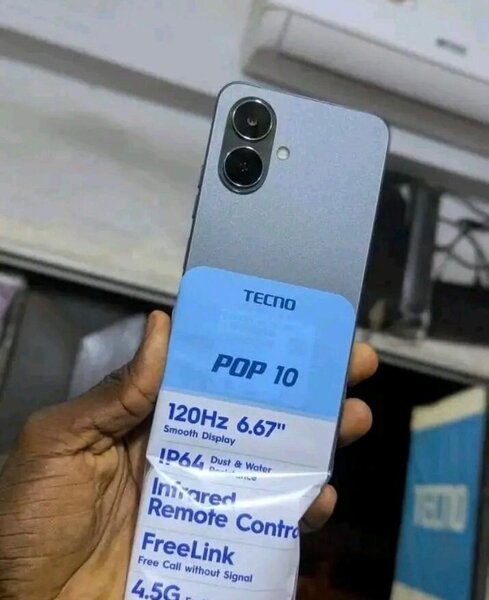 TECNO
POP 10
120Hz 6.67"
Smooth Display
IP64 Dust & Water
Infrared
Remote Contro
FreeLink
Free Call without Signal
4.5G
TECNO